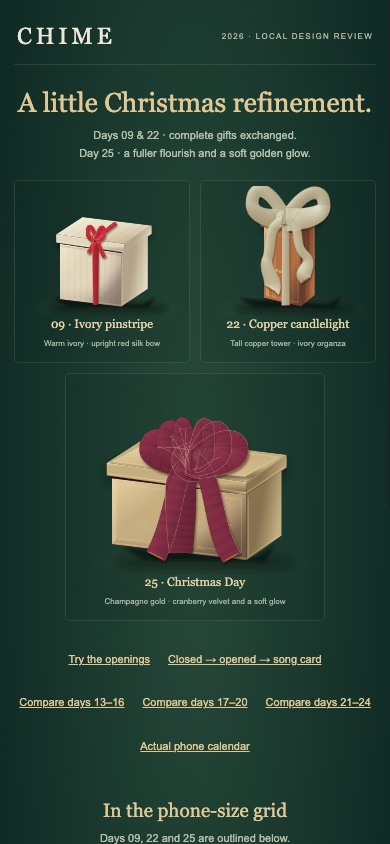 CHIME
2026 · LOCAL DESIGN REVIEW
A little Christmas refinement.
Days 09 & 22 · complete gifts exchanged.
Day 25 · a fuller flourish and a soft golden glow.
09 · Ivory pinstripe
Warm ivory · upright red silk bow
22 · Copper candlelight
Tall copper tower · ivory organza
25 · Christmas Day
Champagne gold · cranberry velvet and a soft glow
Try the openings
Closed → opened → song card
Compare days 13–16
Compare days 17–20
Compare days 21–24
Actual phone calendar
In the phone-size grid
Days 09, 22 and 25 are outlined below.